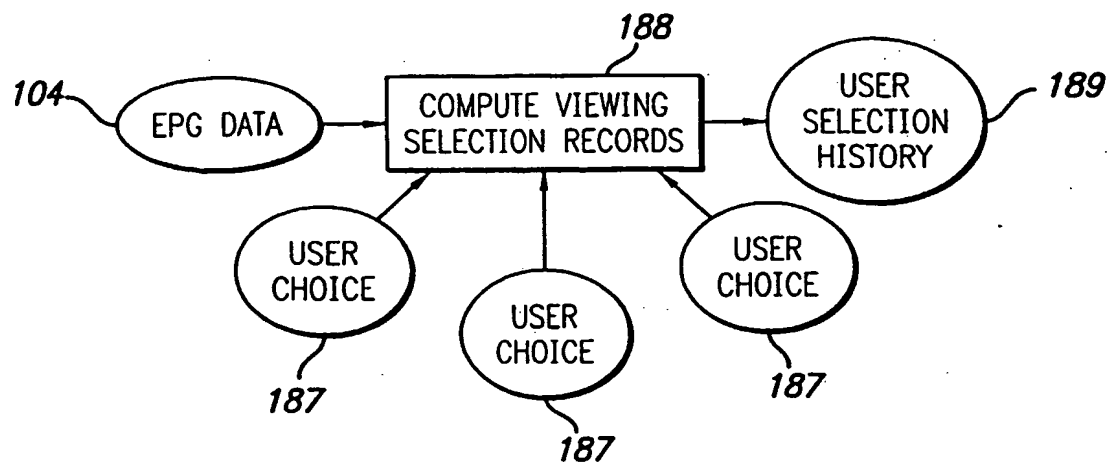 188
104
EPG DATA
COMPUTE VIEWING
SELECTION RECORDS
USER
SELECTION
HISTORY
189
USER
CHOICE
USER
CHOICE
USER
CHOICE
187
187
187